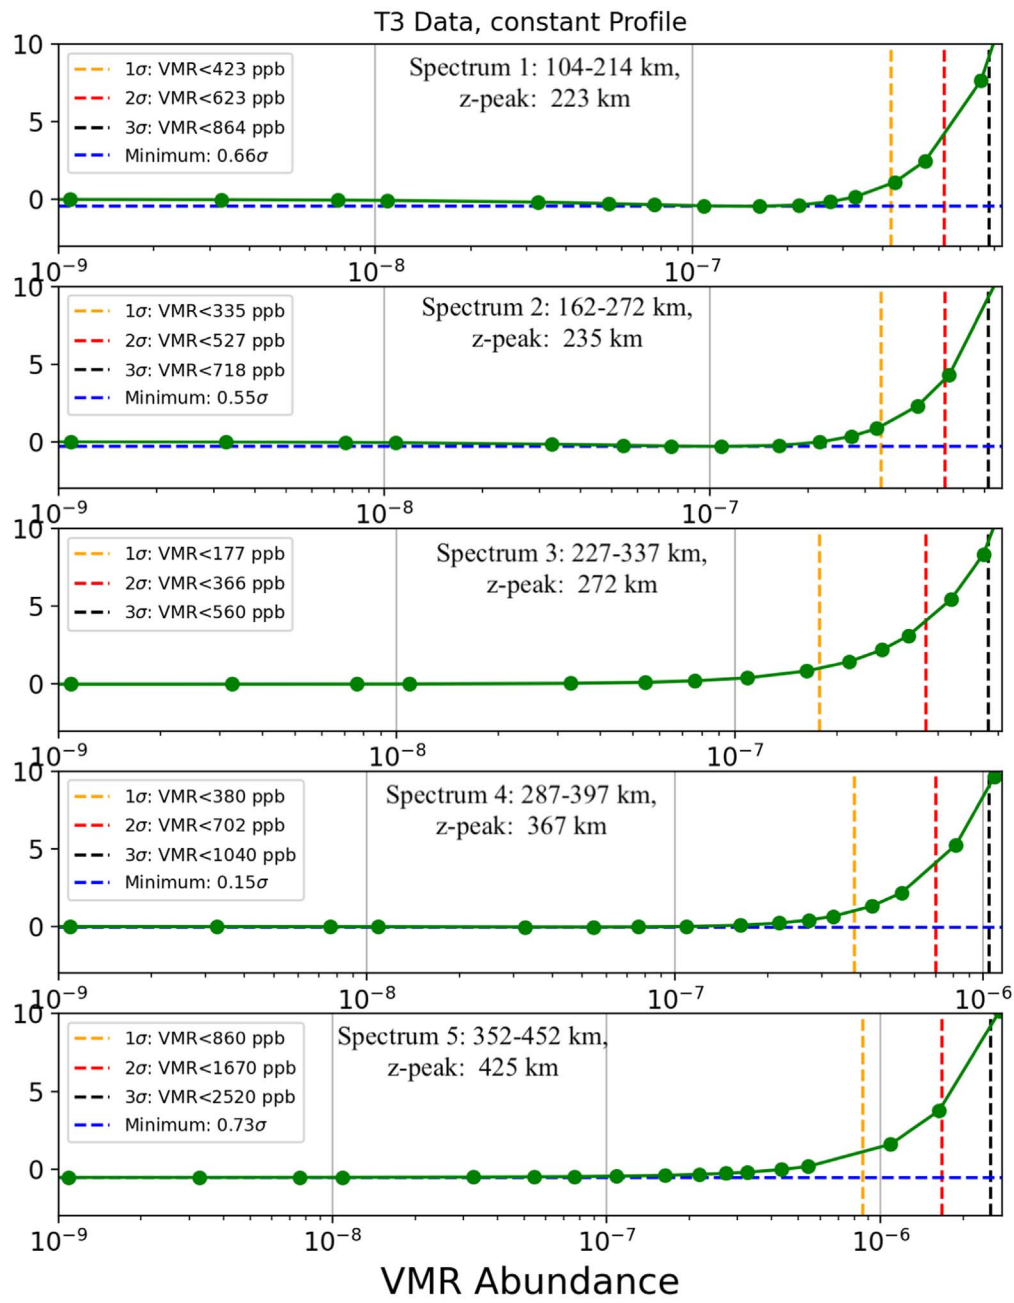 T3 Data, constant Profile
10
5
0
1σ: VMR<423 ppb
2σ: VMR<623 ppb
3σ: VMR<864 ppb
Minimum: 0.66σ
Spectrum 1: 104-214 km,
z-peak: 223 km
10⁻⁹ 10⁻⁸ 10⁻⁷
10
5
0
1σ: VMR<335 ppb
2σ: VMR<527 ppb
3σ: VMR<718 ppb
Minimum: 0.55σ
Spectrum 2: 162-272 km,
z-peak: 235 km
10⁻⁹ 10⁻⁸ 10⁻⁷
10
5
0
1σ: VMR<177 ppb
2σ: VMR<366 ppb
3σ: VMR<560 ppb
Spectrum 3: 227-337 km,
z-peak: 272 km
10⁻⁹ 10⁻⁸ 10⁻⁷
10
5
0
1σ: VMR<380 ppb
2σ: VMR<702 ppb
3σ: VMR<1040 ppb
Minimum: 0.15σ
Spectrum 4: 287-397 km,
z-peak: 367 km
10⁻⁹ 10⁻⁸ 10⁻⁷ 10⁻⁶
10
5
0
1σ: VMR<860 ppb
2σ: VMR<1670 ppb
3σ: VMR<2520 ppb
Minimum: 0.73σ
Spectrum 5: 352-452 km,
z-peak: 425 km
10⁻⁹ 10⁻⁸ 10⁻⁷ 10⁻⁶
VMR Abundance